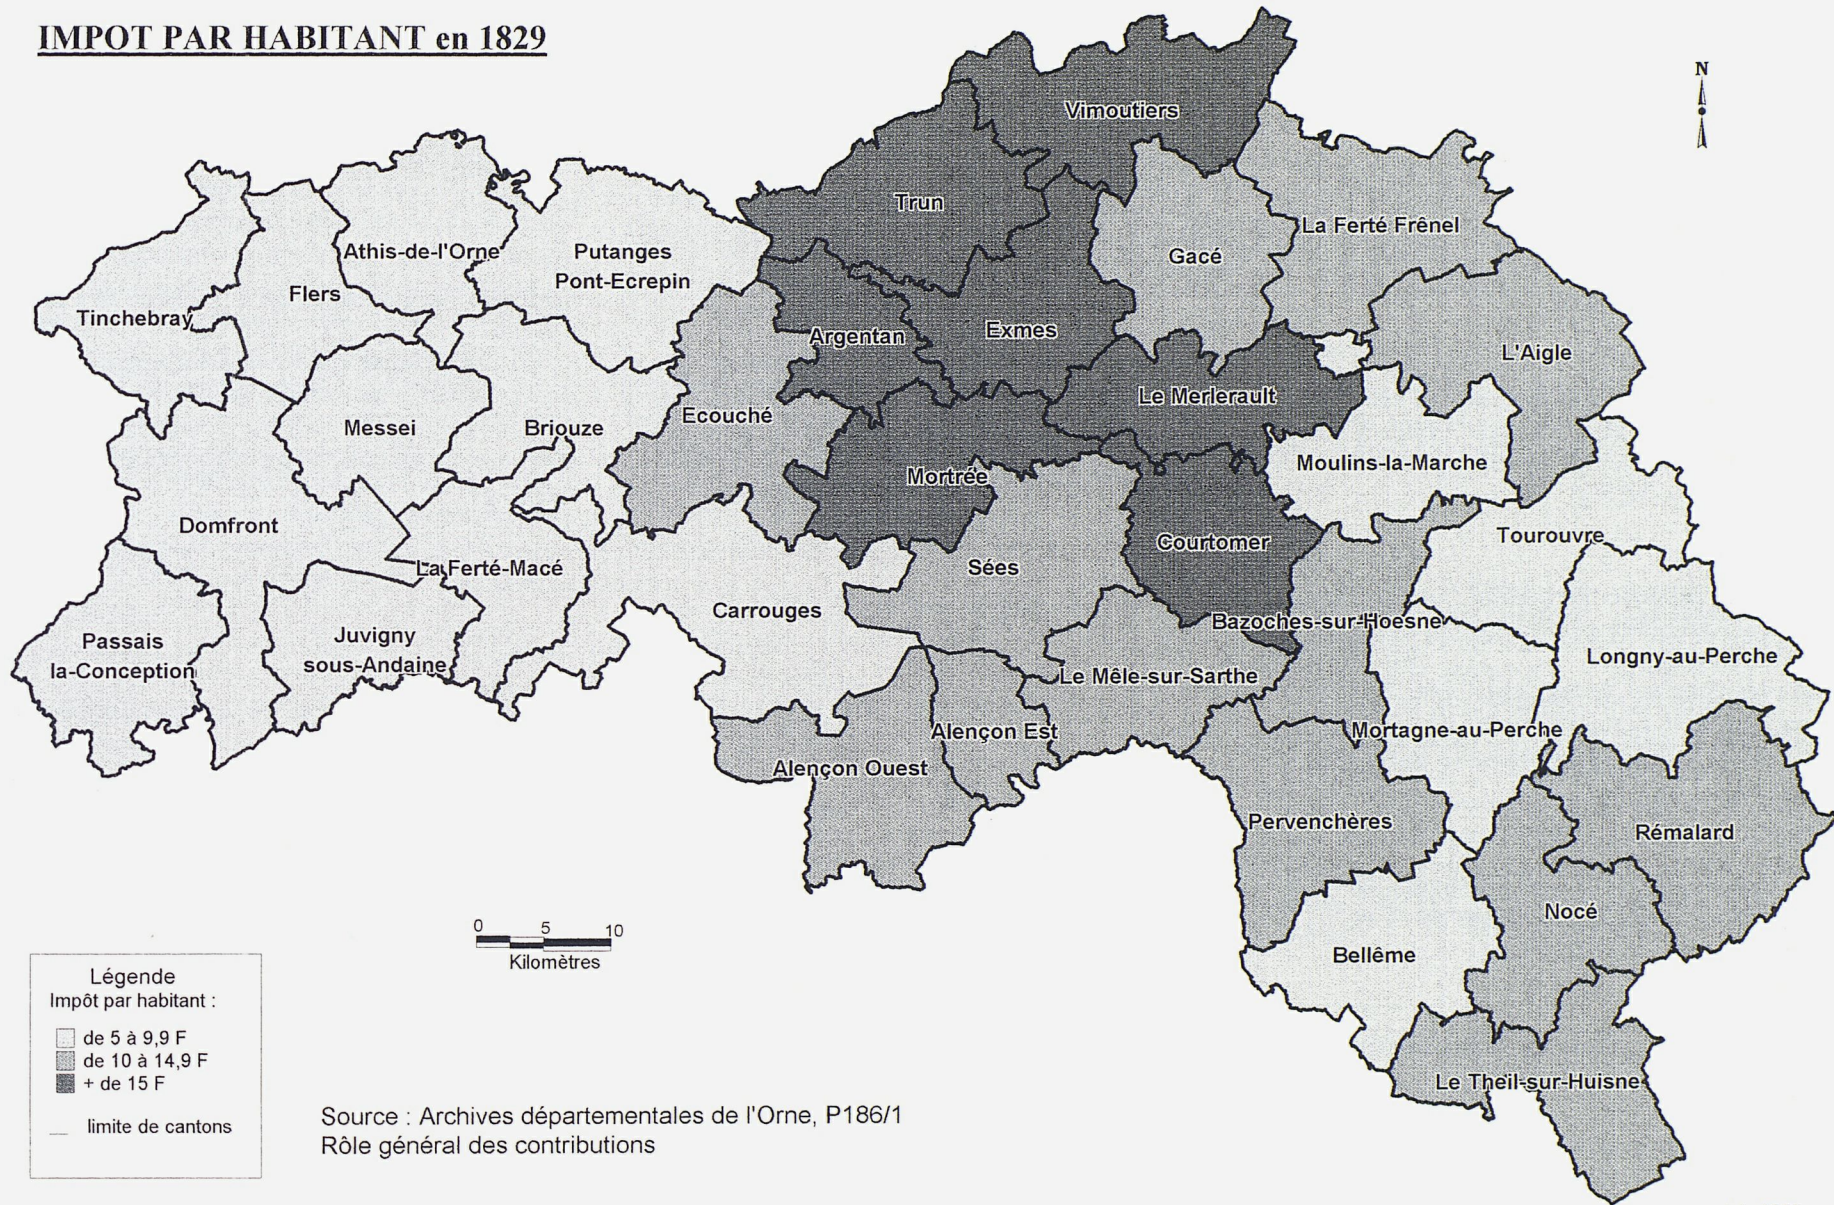 IMPOT PAR HABITANT en 1829
N
Vimoutiers
Trun
La Ferté Frênel
Gacé
Athis-de-l'Orne
Putanges
Pont-Ecrepin
Flers
Tinchebray
Argentan
Exmes
L'Aigle
Le Merlerault
Ecouché
Messei
Briouze
Moulins-la-Marche
Mortrée
Domfront
Tourouvre
Courtomer
La Ferté-Macé
Sées
Carrouges
Bazoches-sur-Hoesne
Passais
la-Conception
Juvigny
sous-Andaine
Longny-au-Perche
Le Mêle-sur-Sarthe
Alençon Est
Mortagne-au-Perche
Alençon Ouest
Pervenchères
Rémalard
Nocé
Bellême
Le Theil-sur-Huisne
0 5 10
Kilomètres
Légende
Impôt par habitant :
de 5 à 9,9 F
de 10 à 14,9 F
+ de 15 F
limite de cantons
Source : Archives départementales de l'Orne, P186/1
Rôle général des contributions